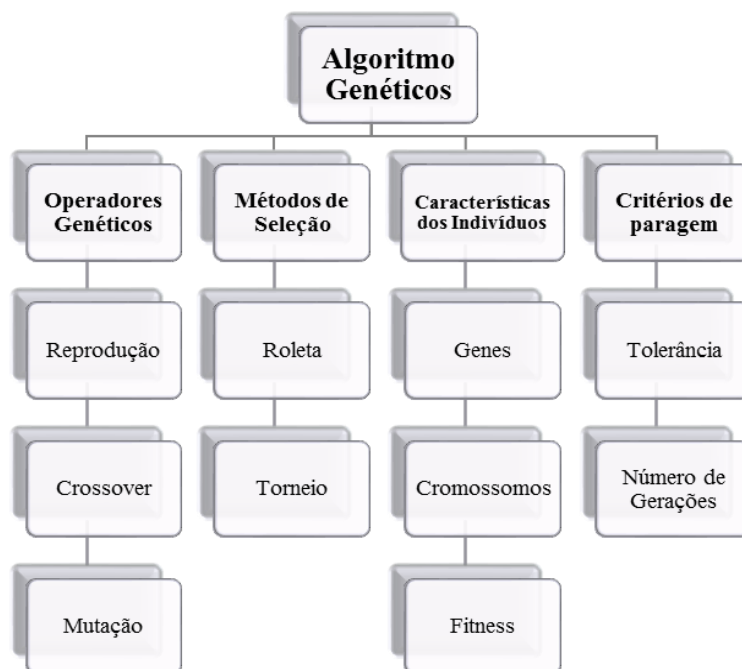 Algoritmo
Genéticos
Operadores
Genéticos
Métodos de
Seleção
Características
dos Indivíduos
Critérios de
paragem
Reprodução
Roleta
Genes
Tolerância
Crossover
Torneio
Cromossomos
Número de
Gerações
Mutação
Fitness